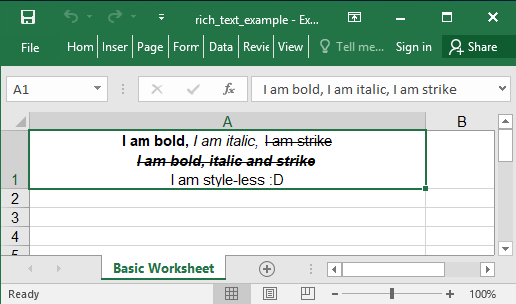 rich_text_example - Ex...
File Hom Inser Page Form Data Revie View Tell me... Sign in Share
A1 fx I am bold, I am italic, I am strike
A B
1 I am bold, I am italic, I am strike
I am bold, italic and strike
I am style-less :D
2
3
4
5
Basic Worksheet
Ready 100%